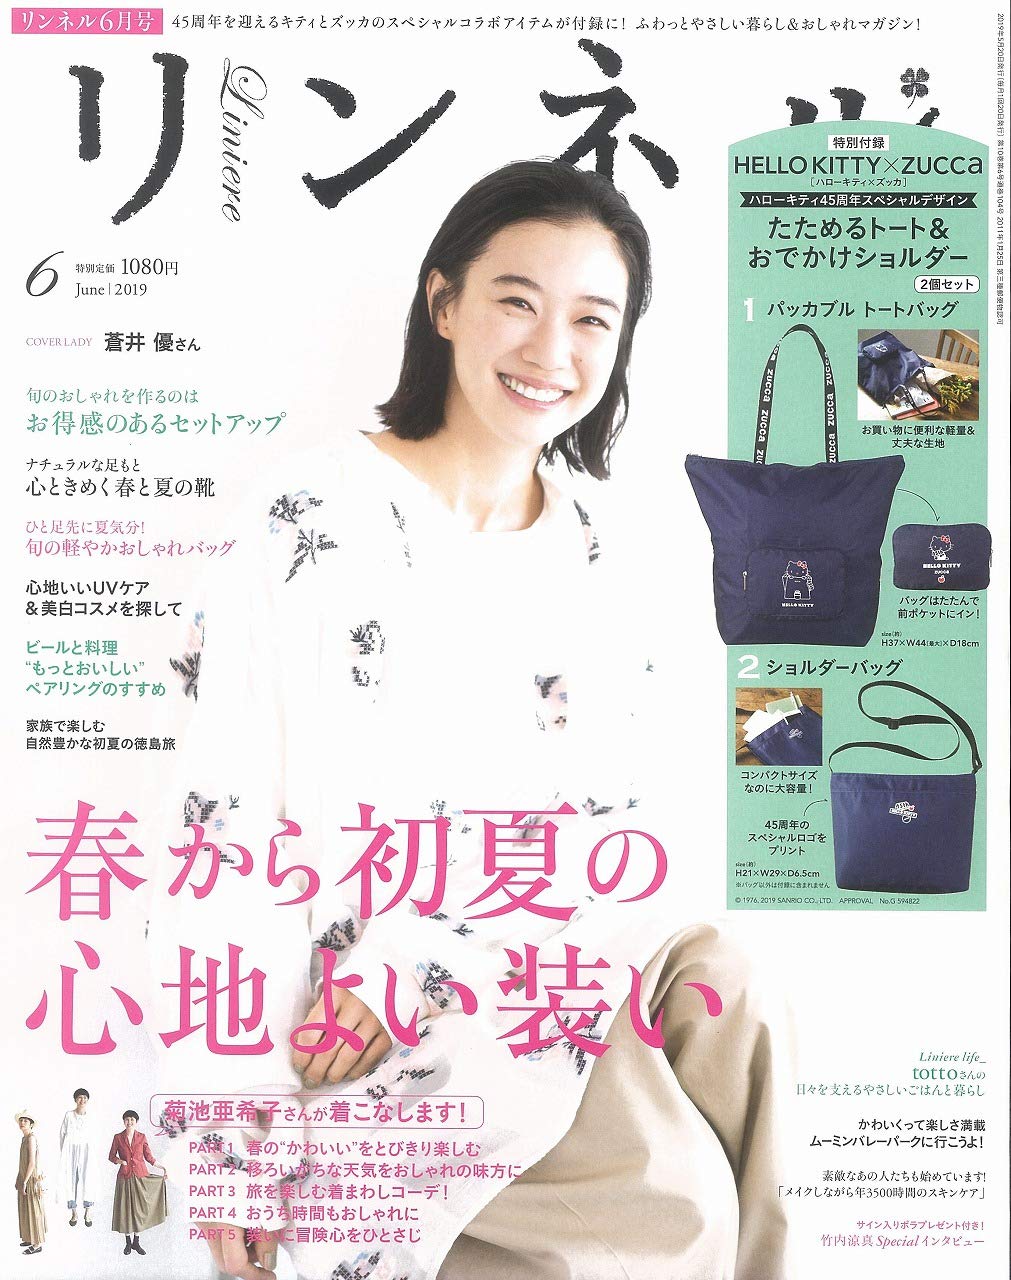 リンネル6月号
45周年を迎えるキティとズッカのスペシャルコラボアイテムが付録に！ ふわっとやさしい暮らし＆おしゃれマガジン！
リンネル
Liniere
2019年5月20日発行(毎月1回20日発行) 第10巻第6号通巻104号 2011年1月25日 第三種郵便物認可
6
特別定価 1080円
June | 2019
COVER LADY 蒼井 優さん
旬のおしゃれを作るのは
お得感のあるセットアップ
ナチュラルな足もと
心ときめく春と夏の靴
ひと足先に夏気分！
旬の軽やかおしゃれバッグ
心地いいUVケア
＆美白コスメを探して
ビールと料理
“もっとおいしい”
ペアリングのすすめ
家族で楽しむ
自然豊かな初夏の徳島旅
特別付録
HELLO KITTY×ZUCCa
[ハローキティ×ズッカ]
ハローキティ45周年スペシャルデザイン
たためるトート＆
おでかけショルダー
2個セット
1 パッカブル トートバッグ
zucca zucca zucca
zucca zucca zucca
お買い物に便利な軽量＆
丈夫な生地
HELLO KITTY
HELLO KITTY
ZUCCa
バッグはたたんで
前ポケットにイン！
size(約)
H37×W44(最大)×D18cm
2 ショルダーバッグ
コンパクトサイズ
なのに大容量！
45周年の
スペシャルロゴを
プリント
size(約)
H21×W29×D6.5cm
※バッグ以外は付録に含まれません
© 1976, 2019 SANRIO CO., LTD. APPROVAL No.G 594822
春から初夏の
心地よい装い
菊池亜希子さんが着こなします！
PART 1 春の“かわいい”をとびきり楽しむ
PART 2 移ろいがちな天気をおしゃれの味方に
PART 3 旅を楽しむ着まわしコーデ！
PART 4 おうち時間もおしゃれに
PART 5 装いに冒険心をひとさじ
Liniere life_
tottoさんの
日々を支えるやさしいごはんと暮らし
かわいくって楽しさ満載
ムーミンバレーパークに行こうよ！
素敵なあの人たちも始めています！
「メイクしながら年3500時間のスキンケア」
サイン入りポラプレゼント付き！
竹内涼真Specialインタビュー